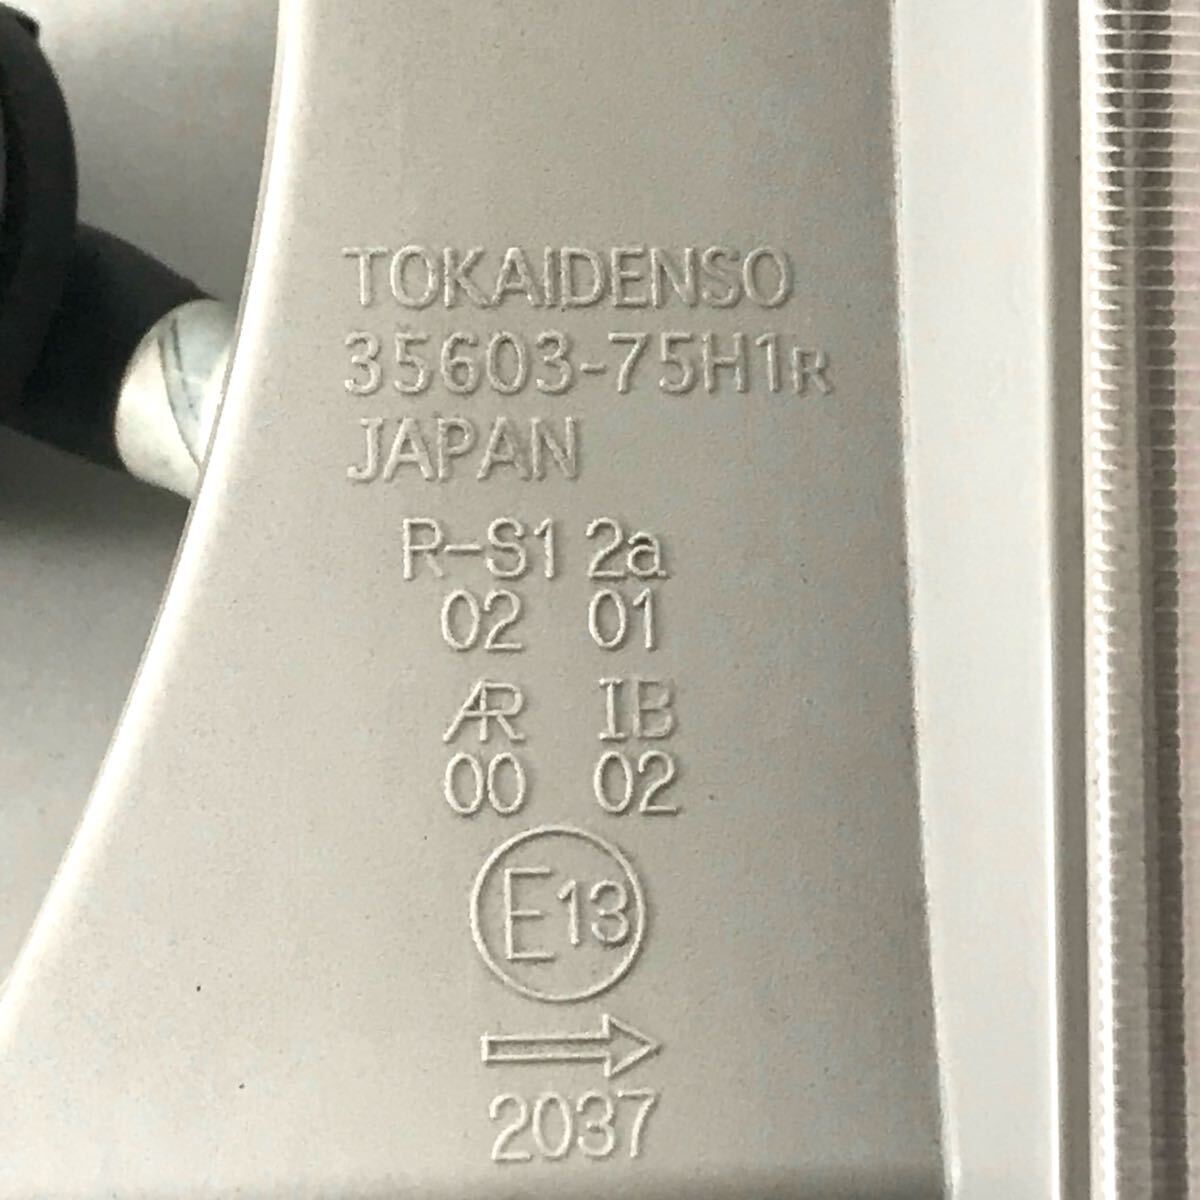 TOKAIDENSO
35603-75H1R
JAPAN
R-S1 2a
02 01
AR IB
00 02
E13
→
2037